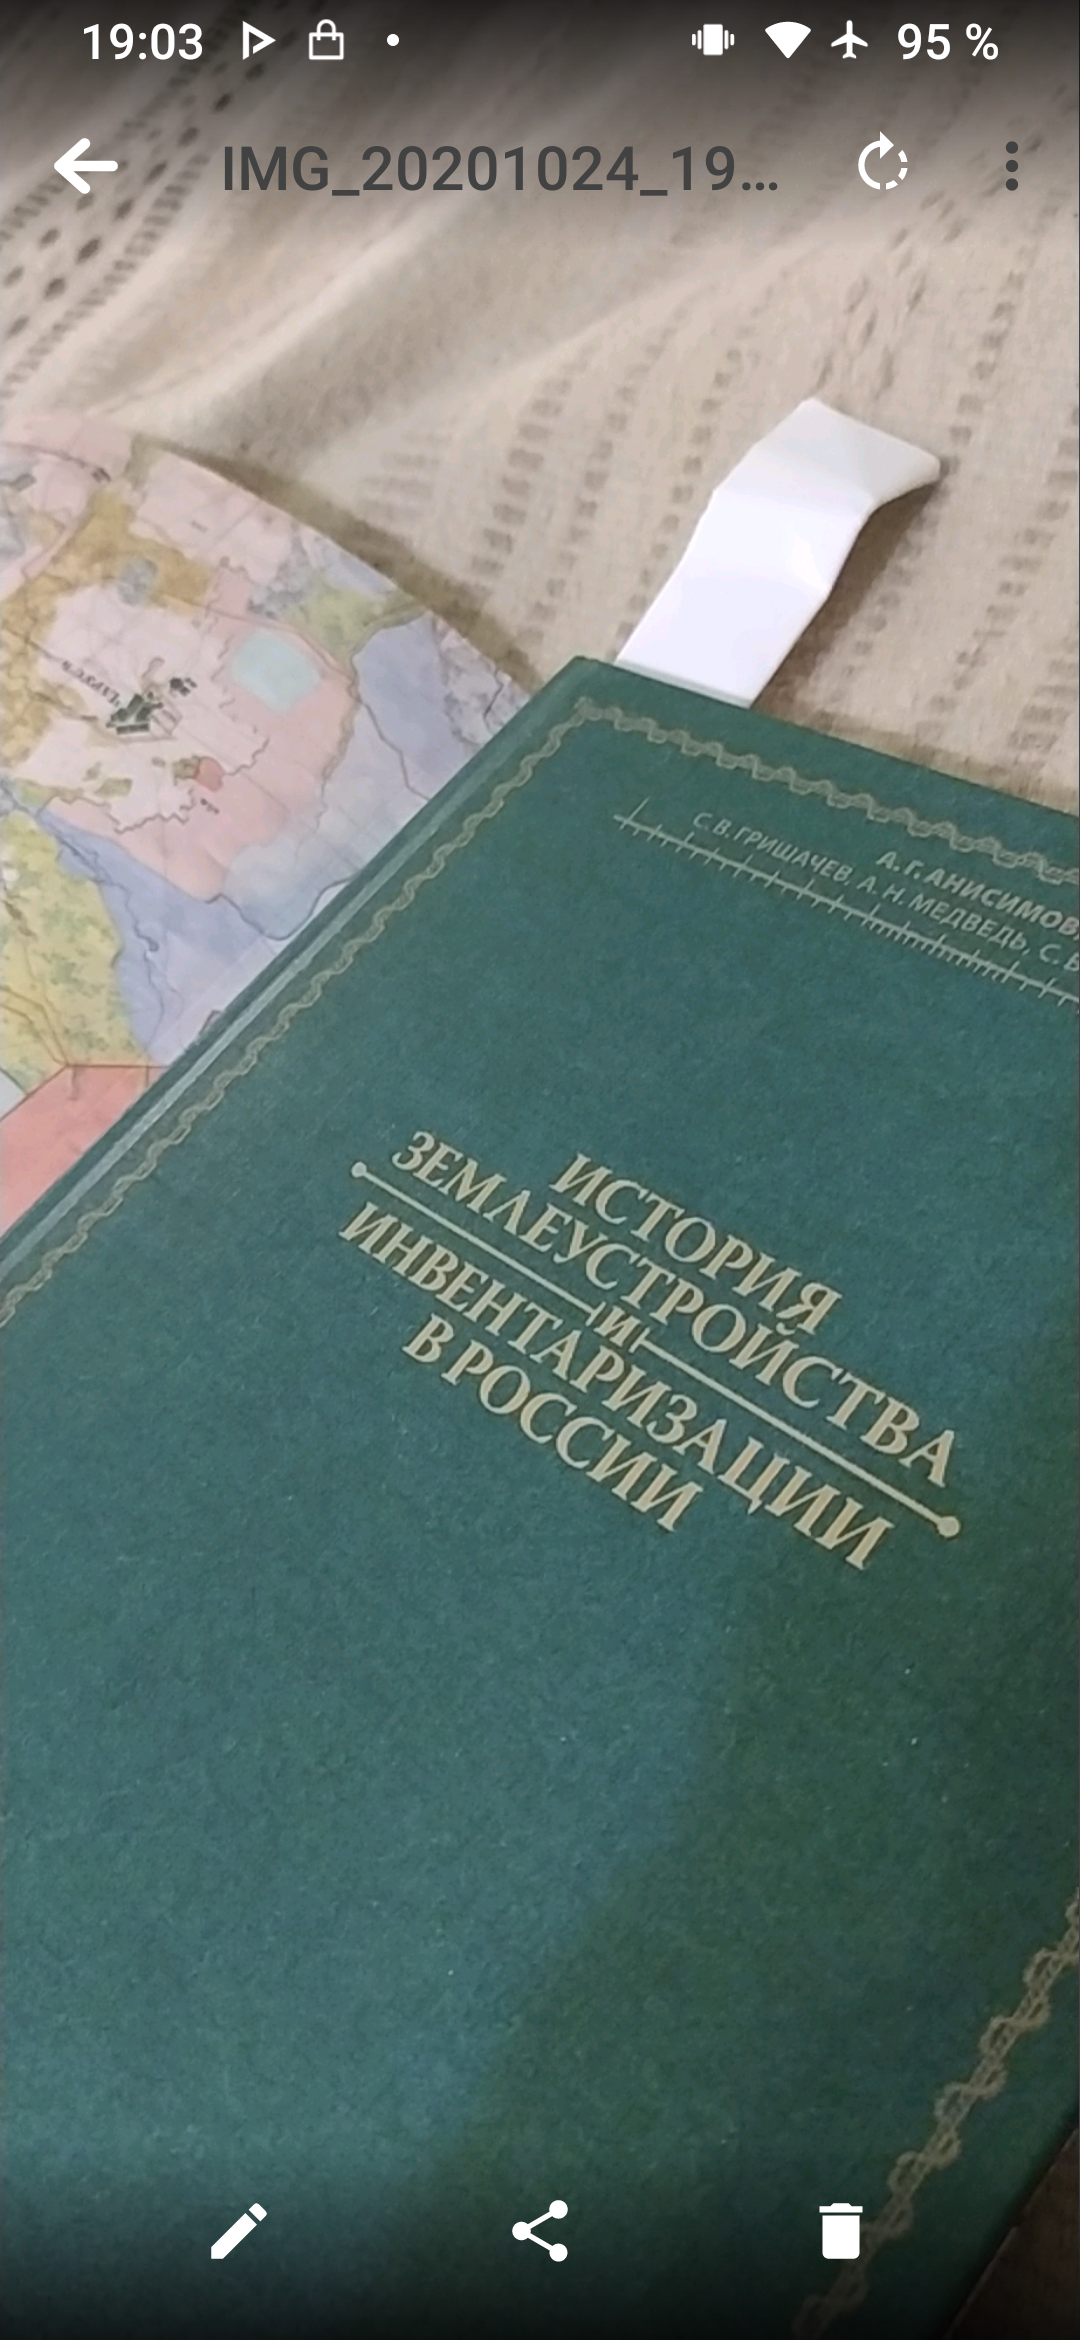 19:03
95 %
IMG_20201024_19…
А. Г. АНИСИМОВ,
С. В. ГРИШАЧЕВ, А. Н. МЕДВЕДЬ, С. В
ИСТОРИЯ
ЗЕМЛЕУСТРОЙСТВА
И
ИНВЕНТАРИЗАЦИИ
В РОССИИ